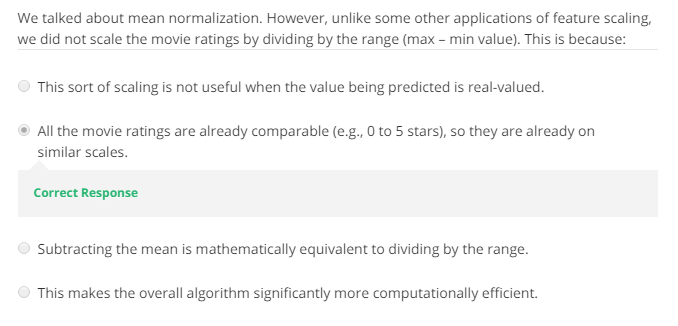 We talked about mean normalization. However, unlike some other applications of feature scaling,
we did not scale the movie ratings by dividing by the range (max – min value). This is because:
This sort of scaling is not useful when the value being predicted is real-valued.
All the movie ratings are already comparable (e.g., 0 to 5 stars), so they are already on
similar scales.
Correct Response
Subtracting the mean is mathematically equivalent to dividing by the range.
This makes the overall algorithm significantly more computationally efficient.